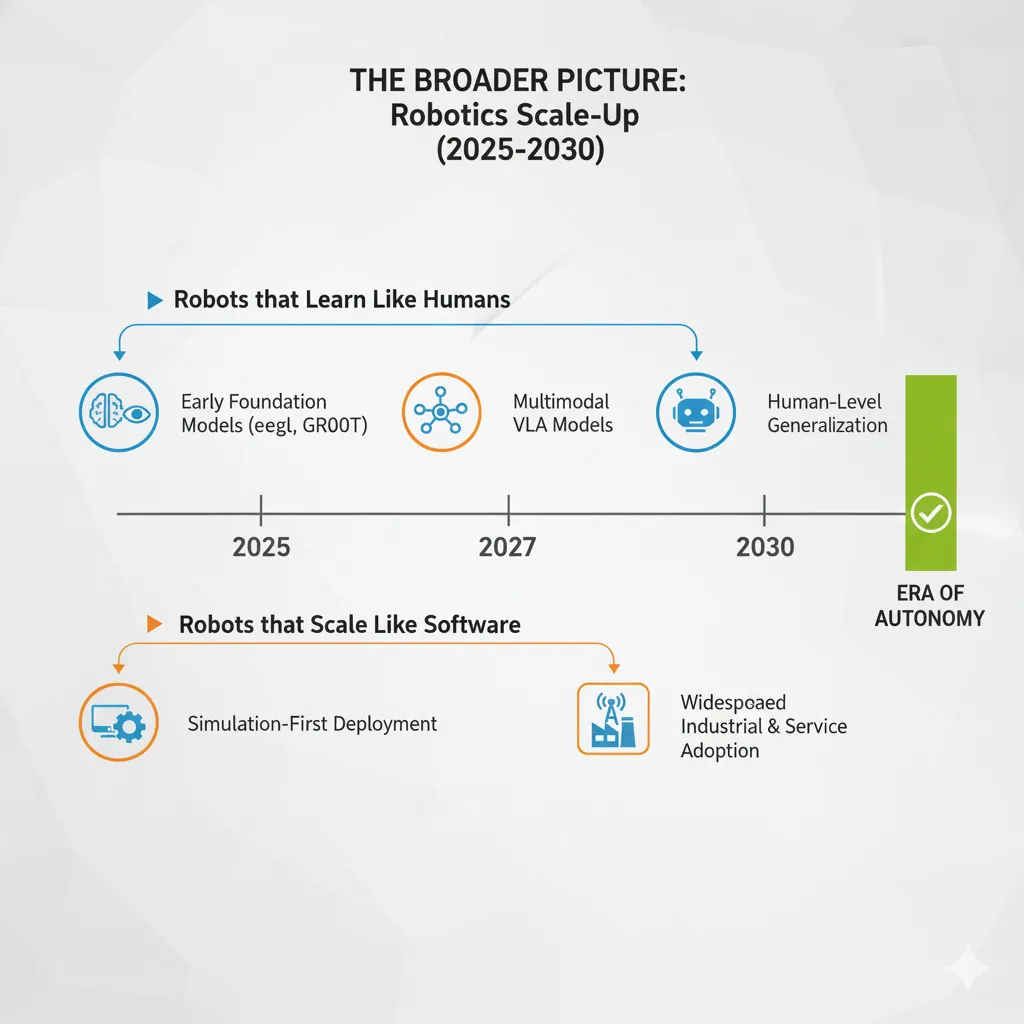 THE BROADER PICTURE:
Robotics Scale-Up
(2025-2030)
Robots that Learn Like Humans
Early Foundation
Models (eegl, GR00T)
Multimodal
VLA Models
Human-Level
Generalization
2025
2027
2030
ERA OF
AUTONOMY
Robots that Scale Like Software
Simulation-First Deployment
Widespoaed
Industrial & Service
Adoption